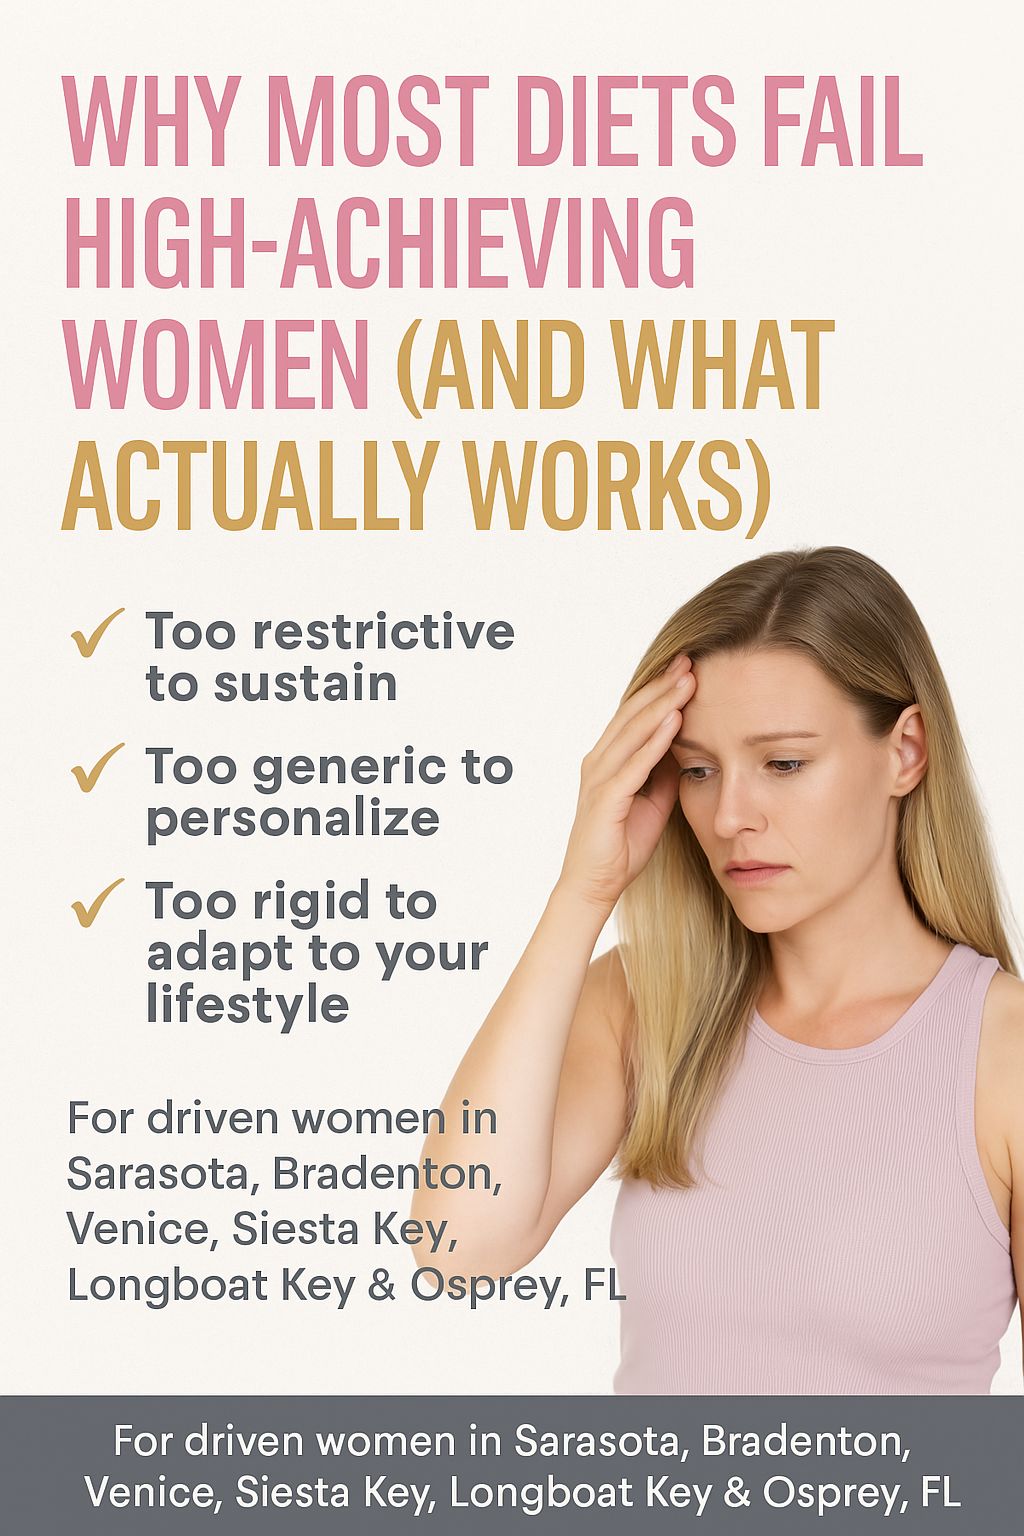 WHY MOST DIETS FAIL
HIGH-ACHIEVING
WOMEN (AND WHAT
ACTUALLY WORKS)
Too restrictive
to sustain
Too generic to
personalize
Too rigid to
adapt to your
lifestyle
For driven women in
Sarasota, Bradenton,
Venice, Siesta Key,
Longboat Key & Osprey, FL
For driven women in Sarasota, Bradenton,
Venice, Siesta Key, Longboat Key & Osprey, FL